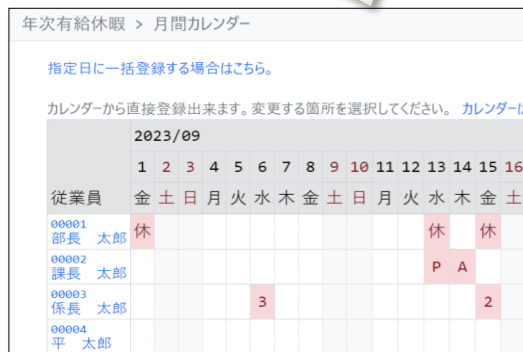 年次有給休暇 > 月間カレンダー
指定日に一括登録する場合はこちら。
カレンダーから直接登録出来ます。変更する箇所を選択してください。 カレンダーに
2023/09
1 2 3 4 5 6 7 8 9 10 11 12 13 14 15 16
従業員 金 土 日 月 火 水 木 金 土 日 月 火 水 木 金 土
00001
部長 太郎 休 休 休
00002
課長 太郎 P A
00003
係長 太郎 3 2
00004
平 太郎